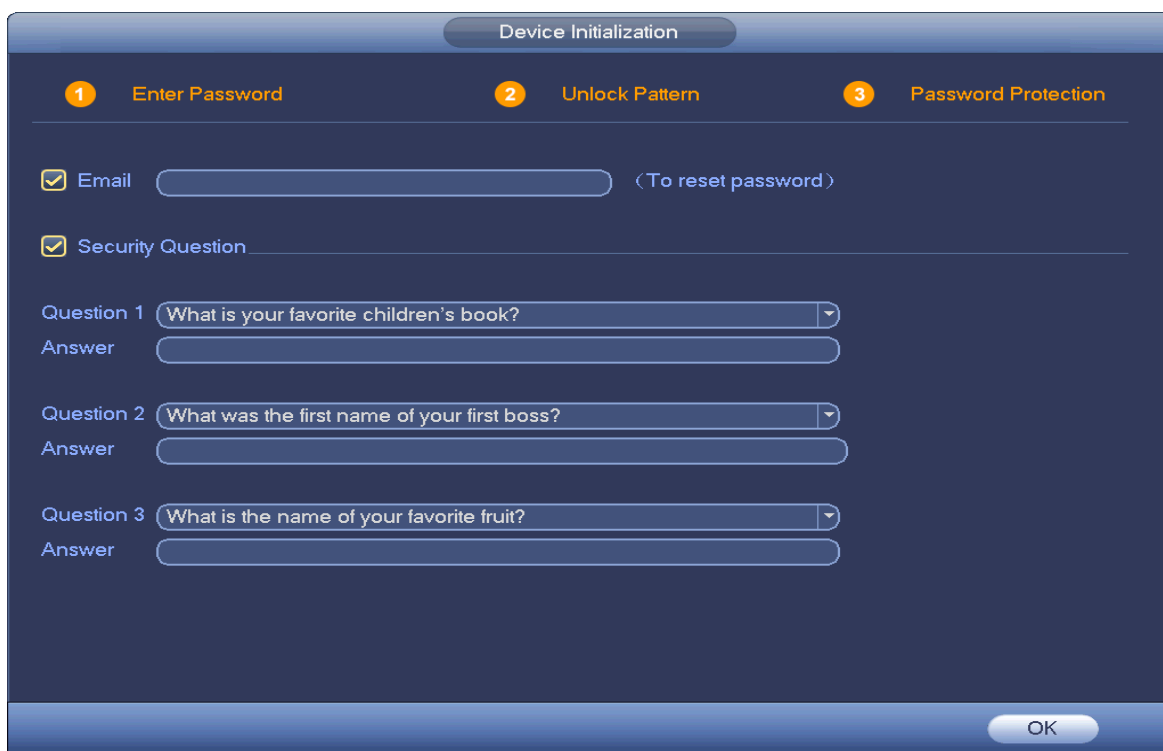 Device Initialization
1 Enter Password 2 Unlock Pattern 3 Password Protection
Email （To reset password）
Security Question
Question 1 What is your favorite children's book?
Answer
Question 2 What was the first name of your first boss?
Answer
Question 3 What is the name of your favorite fruit?
Answer
OK